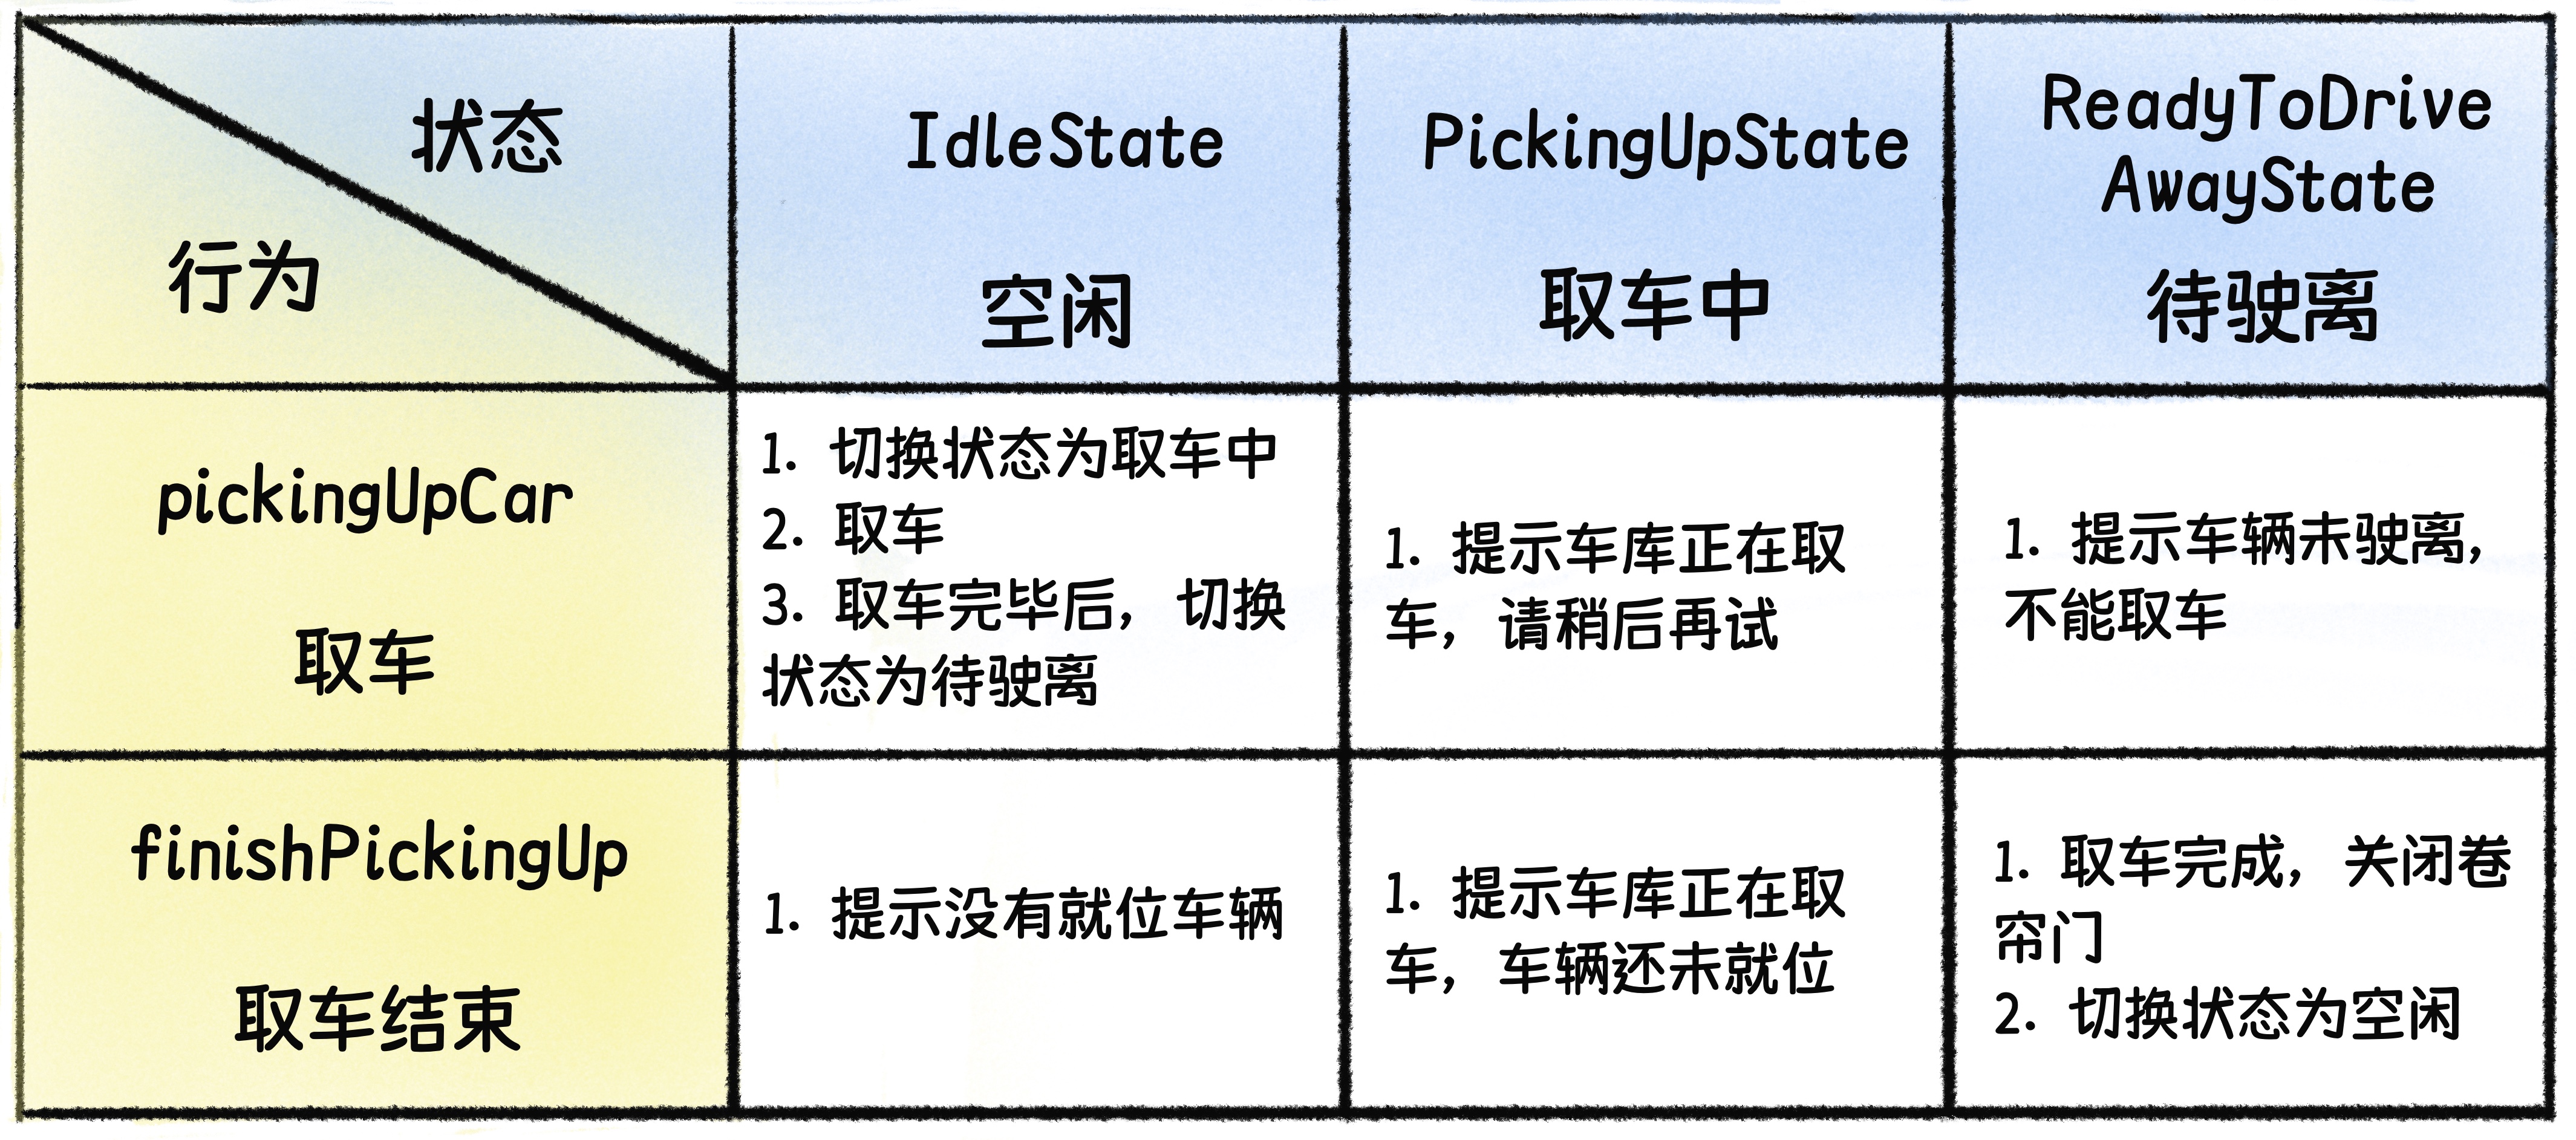 状态
行为
IdleState
空闲
PickingUpState
取车中
ReadyToDrive
AwayState
待驶离
pickingUpCar
取车
1. 切换状态为取车中
2. 取车
3. 取车完毕后，切换
状态为待驶离
1. 提示车库正在取
车，请稍后再试
1. 提示车辆未驶离，
不能取车
finishPickingUp
取车结束
1. 提示没有就位车辆
1. 提示车库正在取
车，车辆还未就位
1. 取车完成，关闭卷
帘门
2. 切换状态为空闲